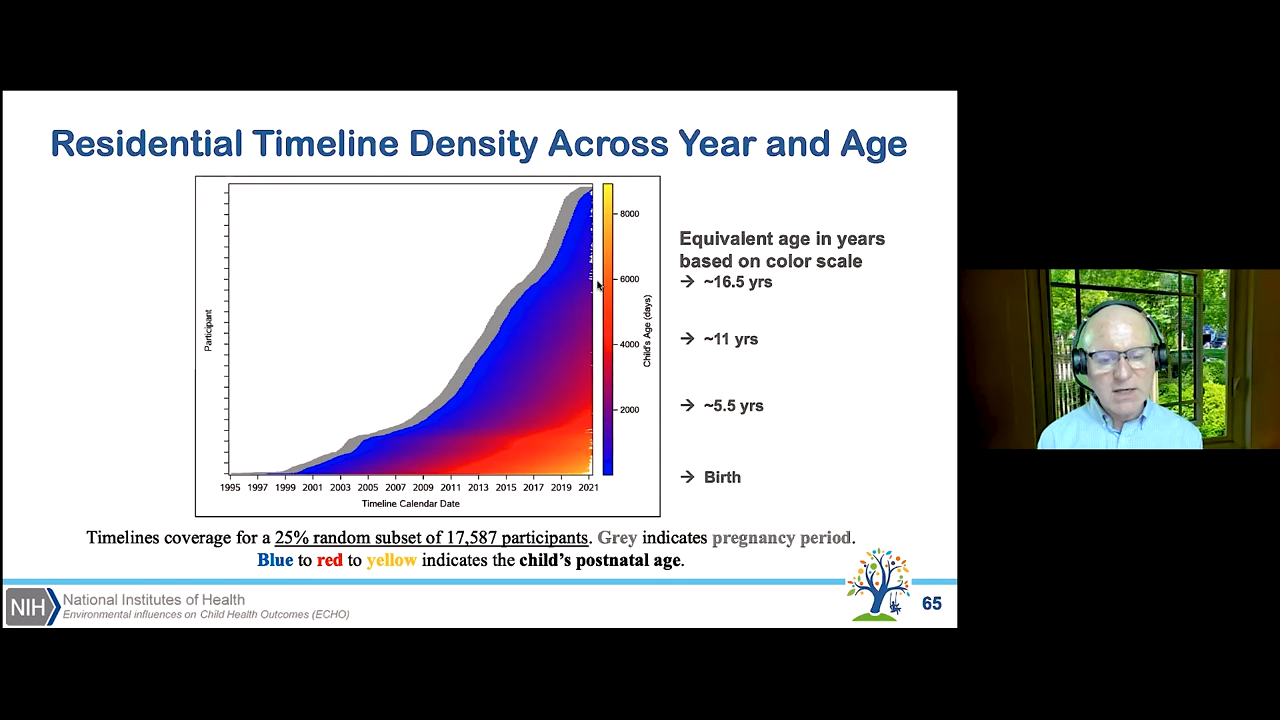 Residential Timeline Density Across Year and Age
Participant
8000
6000
4000
2000
Child's Age (days)
1995 1997 1999 2001 2003 2005 2007 2009 2011 2013 2015 2017 2019 2021
Timeline Calendar Date
Equivalent age in years
based on color scale
→ ~16.5 yrs
→ ~11 yrs
→ ~5.5 yrs
→ Birth
Timelines coverage for a 25% random subset of 17,587 participants. Grey indicates pregnancy period.
Blue to red to yellow indicates the child's postnatal age.
NIH
National Institutes of Health
Environmental influences on Child Health Outcomes (ECHO)
65